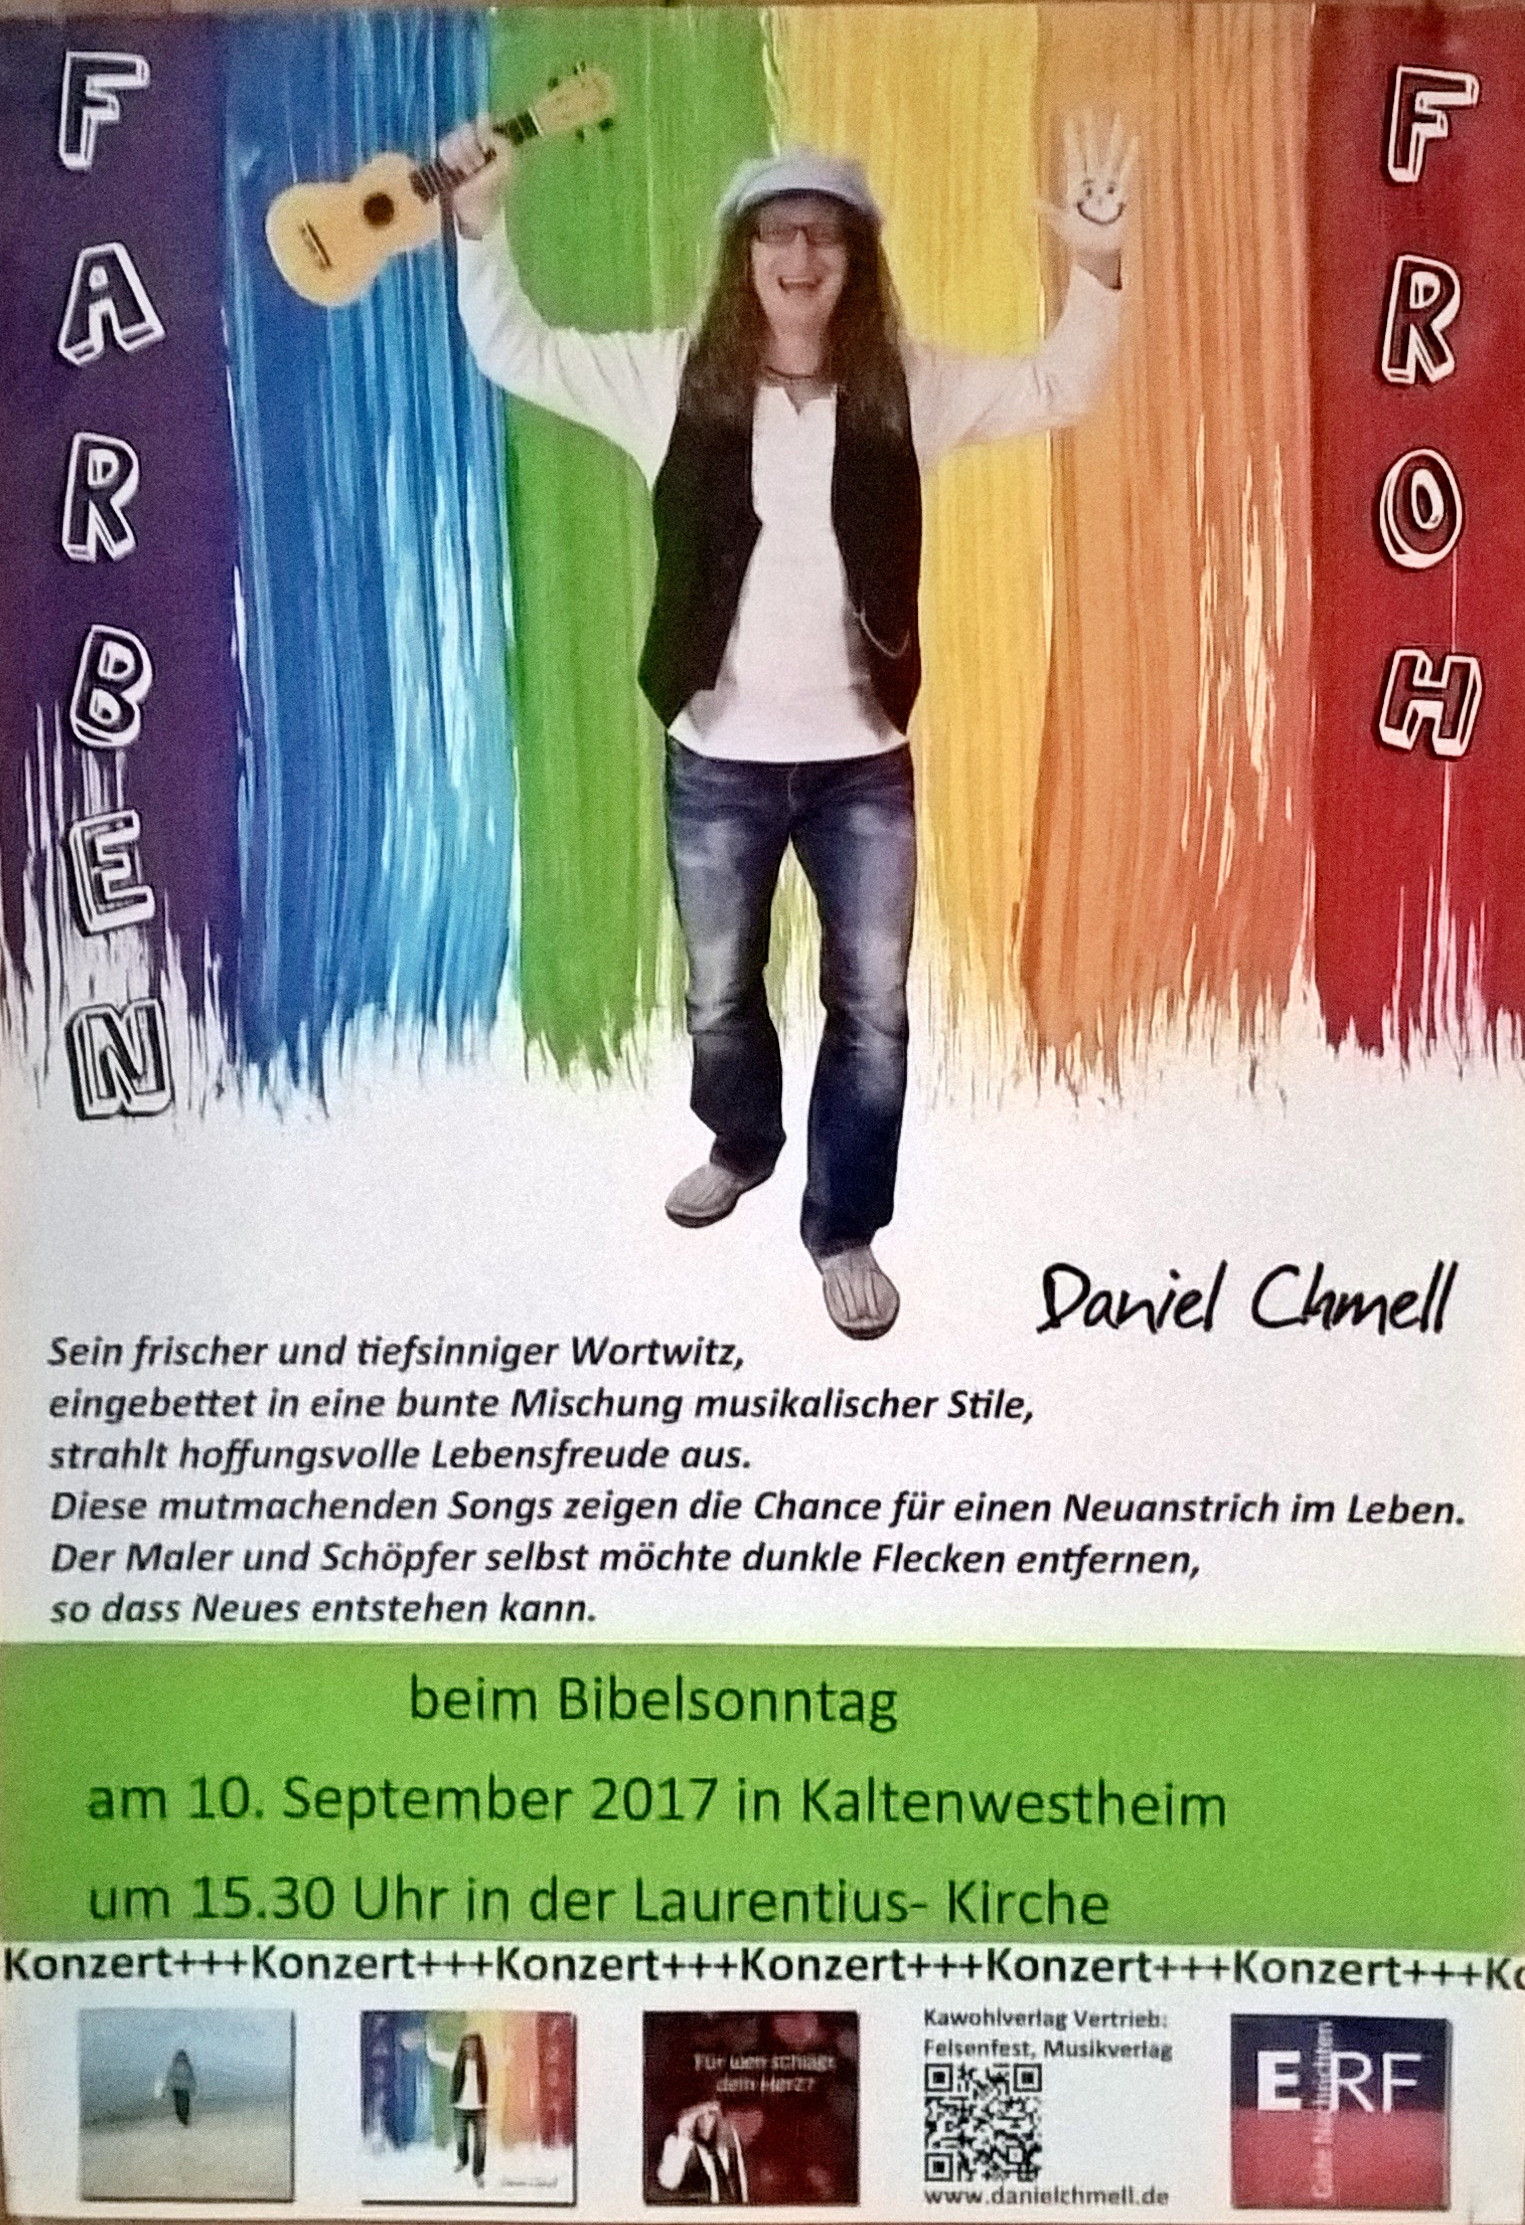 FARBEN
FROH
Daniel Chmell
Sein frischer und tiefsinniger Wortwitz,
eingebettet in eine bunte Mischung musikalischer Stile,
strahlt hoffungsvolle Lebensfreude aus.
Diese mutmachenden Songs zeigen die Chance für einen Neuanstrich im Leben.
Der Maler und Schöpfer selbst möchte dunkle Flecken entfernen,
so dass Neues entstehen kann.
beim Bibelsonntag
am 10. September 2017 in Kaltenwestheim
um 15.30 Uhr in der Laurentius- Kirche
Konzert+++Konzert+++Konzert+++Konzert+++Konzert+++Konzert+++Ko
Für wen schlägt
dein Herz?
Kawohlverlag Vertrieb:
Felsenfest, Musikverlag
www.danielchmell.de
ERF
Gute Nachrichten